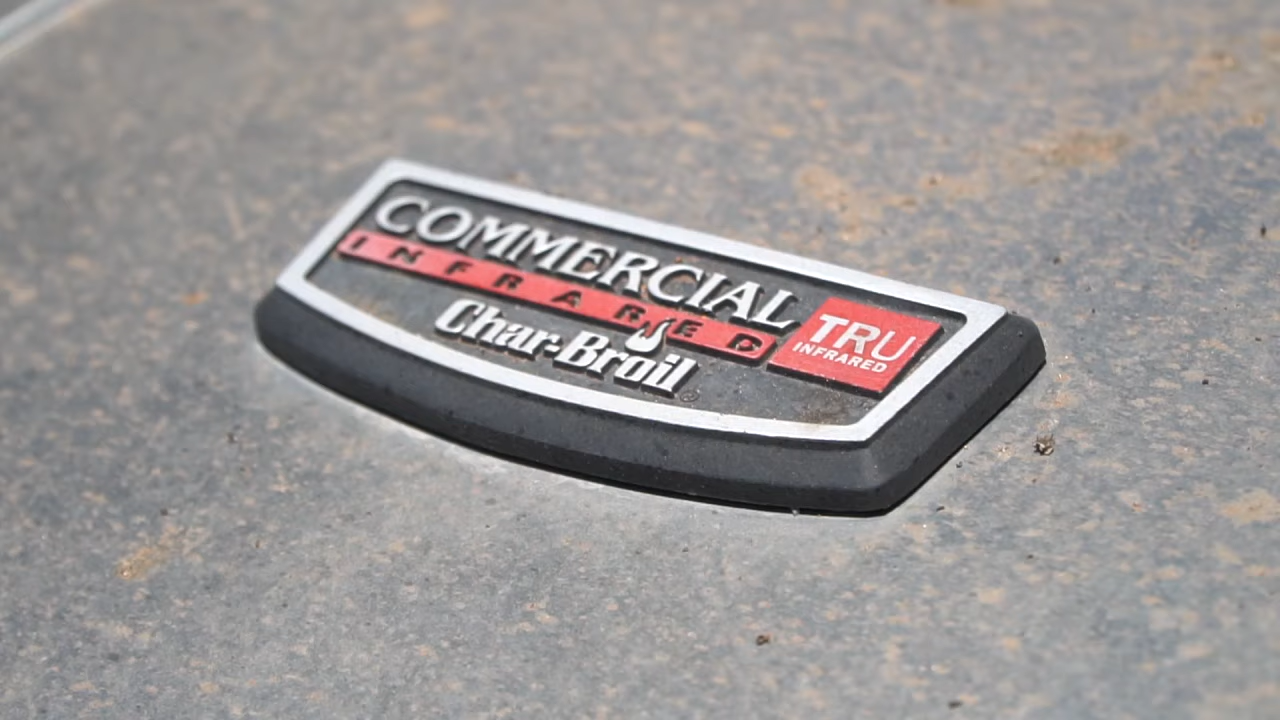 COMMERCIAL
INFRARED
Char-Broil
TRU
INFRARED